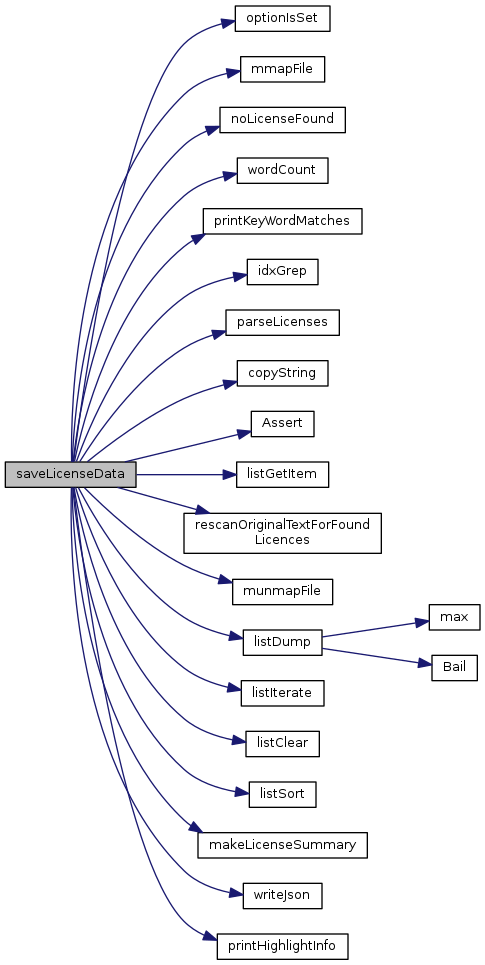 optionIsSet
mmapFile
noLicenseFound
wordCount
printKeyWordMatches
idxGrep
parseLicenses
copyString
Assert
saveLicenseData
listGetItem
rescanOriginalTextForFound
Licences
munmapFile
max
listDump
Bail
listIterate
listClear
listSort
makeLicenseSummary
writeJson
printHighlightInfo